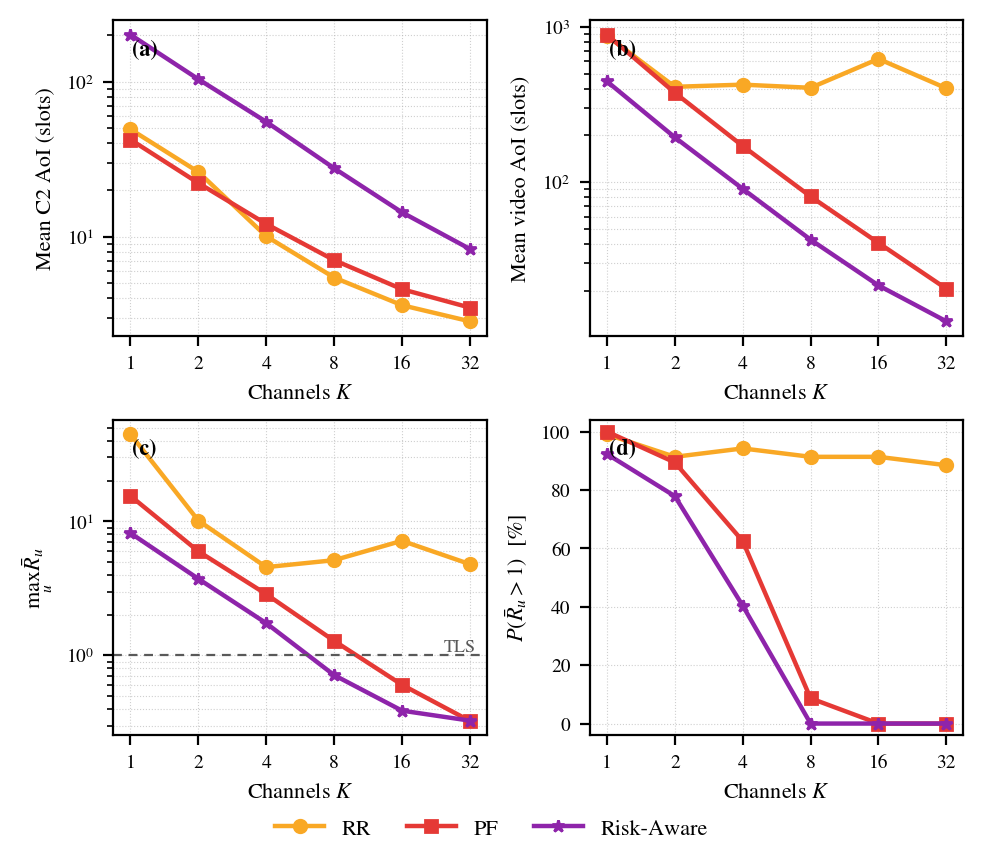 (a)
Mean C2 AoI (slots)
10²
10¹
1 2 4 8 16 32
Channels K
(b)
Mean video AoI (slots)
10³
10²
1 2 4 8 16 32
Channels K
(c)
max R̄ᵤ
u
10¹
10⁰
TLS
1 2 4 8 16 32
Channels K
(d)
P(R̄ᵤ > 1) [%]
100
80
60
40
20
0
1 2 4 8 16 32
Channels K
RR PF Risk-Aware